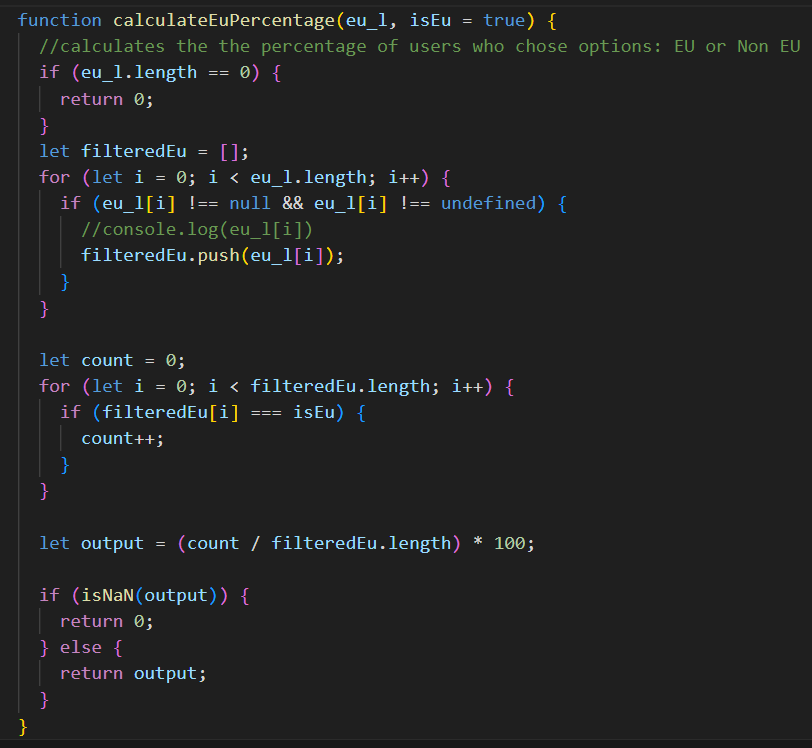 function calculateEuPercentage(eu_l, isEu = true) {
  //calculates the the percentage of users who chose options: EU or Non EU
  if (eu_l.length == 0) {
    return 0;
  }
  let filteredEu = [];
  for (let i = 0; i < eu_l.length; i++) {
    if (eu_l[i] !== null && eu_l[i] !== undefined) {
      //console.log(eu_l[i])
      filteredEu.push(eu_l[i]);
    }
  }

  let count = 0;
  for (let i = 0; i < filteredEu.length; i++) {
    if (filteredEu[i] === isEu) {
      count++;
    }
  }

  let output = (count / filteredEu.length) * 100;

  if (isNaN(output)) {
    return 0;
  } else {
    return output;
  }
}